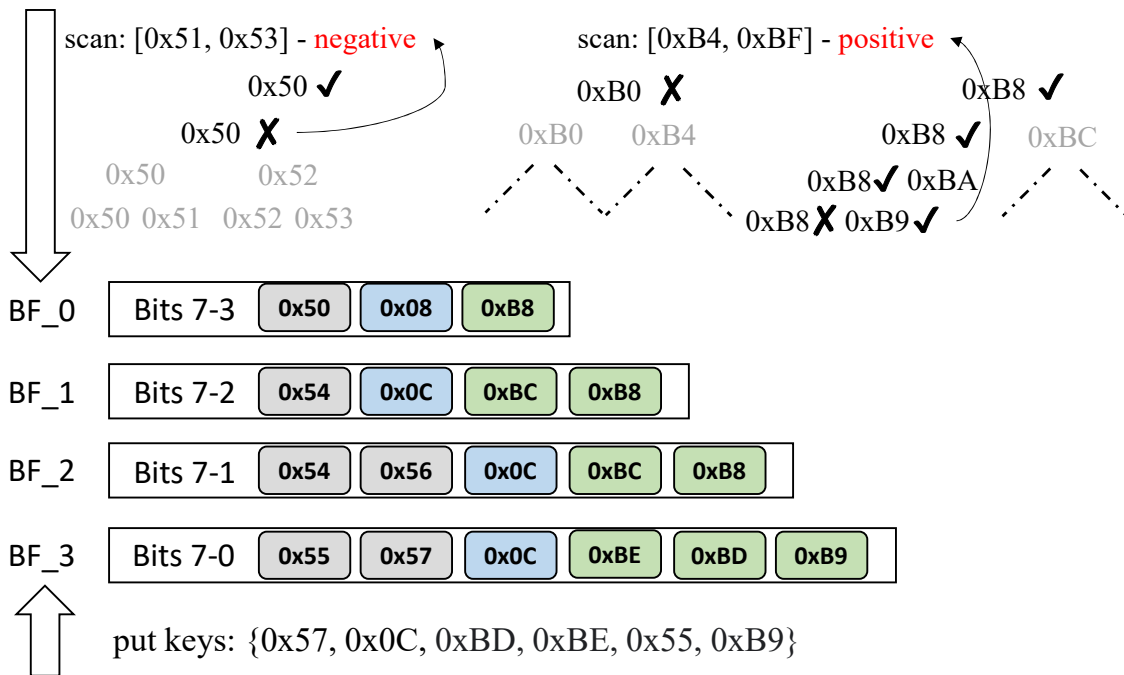 scan: [0x51, 0x53] - negative
scan: [0xB4, 0xBF] - positive
0x50 ✓
0xB0 ✗
0xB8 ✓
0x50 ✗
0xB0 0xB4
0xB8 ✓
0xBC
0x50 0x52
0xB8 ✓ 0xBA
0x50 0x51 0x52 0x53
0xB8 ✗ 0xB9 ✓
BF_0 Bits 7-3 0x50 0x08 0xB8
BF_1 Bits 7-2 0x54 0x0C 0xBC 0xB8
BF_2 Bits 7-1 0x54 0x56 0x0C 0xBC 0xB8
BF_3 Bits 7-0 0x55 0x57 0x0C 0xBE 0xBD 0xB9
put keys: {0x57, 0x0C, 0xBD, 0xBE, 0x55, 0xB9}